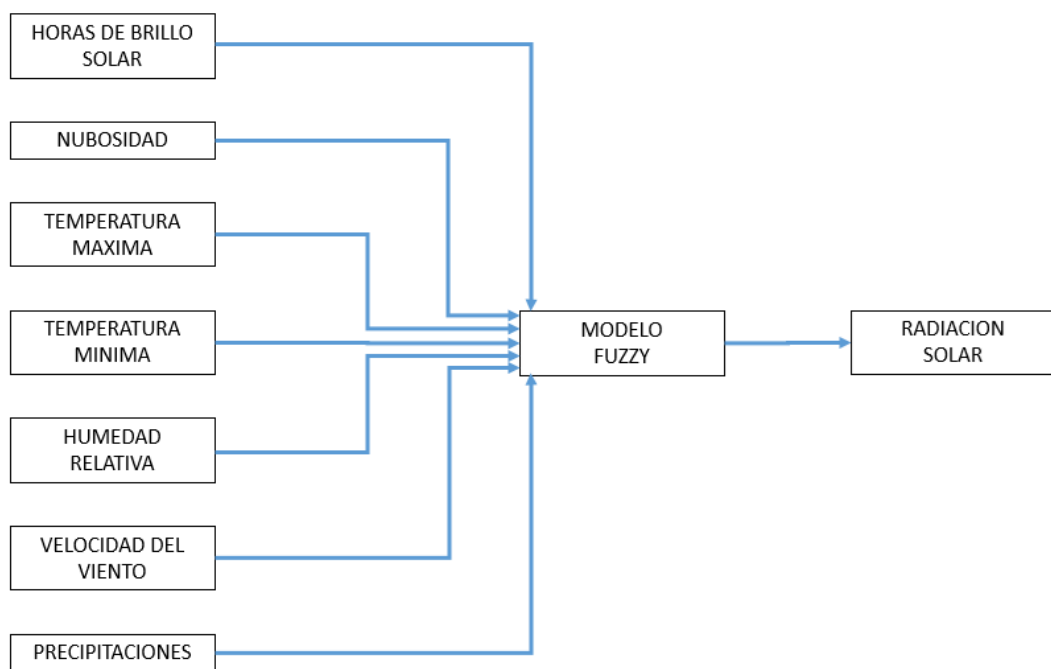 HORAS DE BRILLO
SOLAR
NUBOSIDAD
TEMPERATURA
MAXIMA
TEMPERATURA
MINIMA
HUMEDAD
RELATIVA
VELOCIDAD DEL
VIENTO
PRECIPITACIONES
MODELO
FUZZY
RADIACION
SOLAR